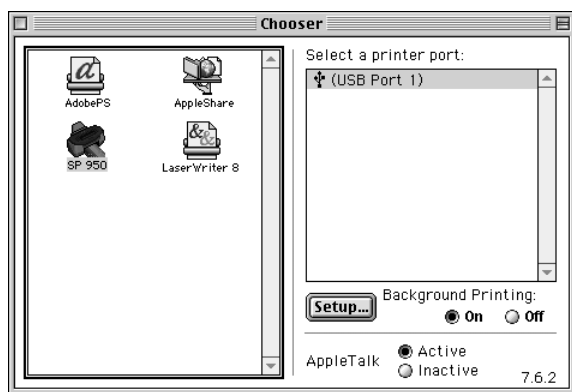 Chooser
AdobePS
AppleShare
SP 950
LaserWriter 8
Select a printer port:
(USB Port 1)
Setup...
Background Printing:
On Off
AppleTalk
Active
Inactive
7.6.2